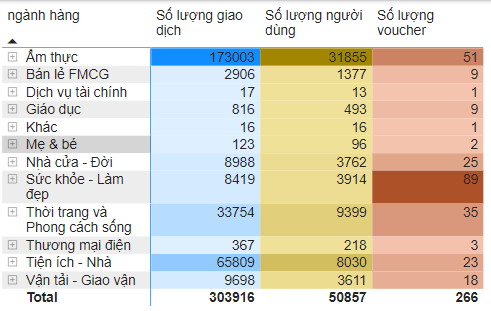 ngành hàng Số lượng giao dịch Số lượng người dùng Số lượng voucher
Ẩm thực 173003 31855 51
Bán lẻ FMCG 2906 1377 9
Dịch vụ tài chính 17 13 1
Giáo dục 816 493 9
Khác 16 16 1
Mẹ & bé 123 96 2
Nhà cửa - Đời 8988 3762 25
Sức khỏe - Làm đẹp 8419 3914 89
Thời trang và Phong cách sống 33754 9399 35
Thương mại điện 367 218 3
Tiện ích - Nhà 65809 8030 23
Vận tải - Giao vận 9698 3611 18
Total 303916 50857 266